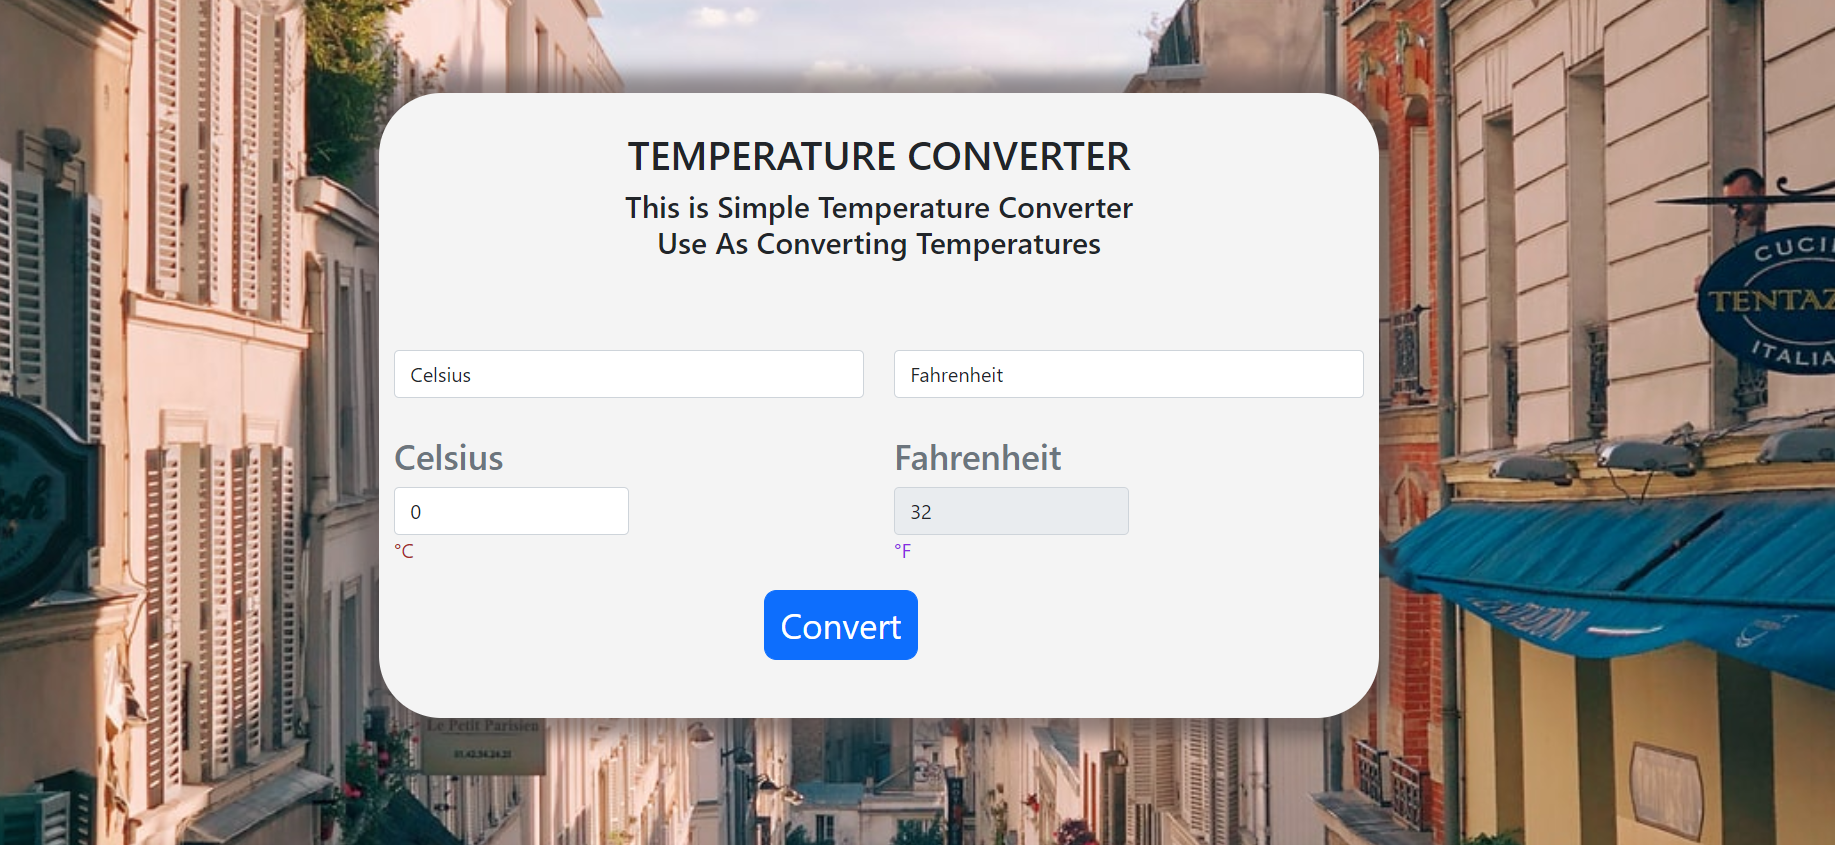 TEMPERATURE CONVERTER
This is Simple Temperature Converter
Use As Converting Temperatures
Celsius
Fahrenheit
Celsius
Fahrenheit
0
32
°C
°F
Convert
CUCI
TENTAZ
ITALIA
Le Petit Parisien